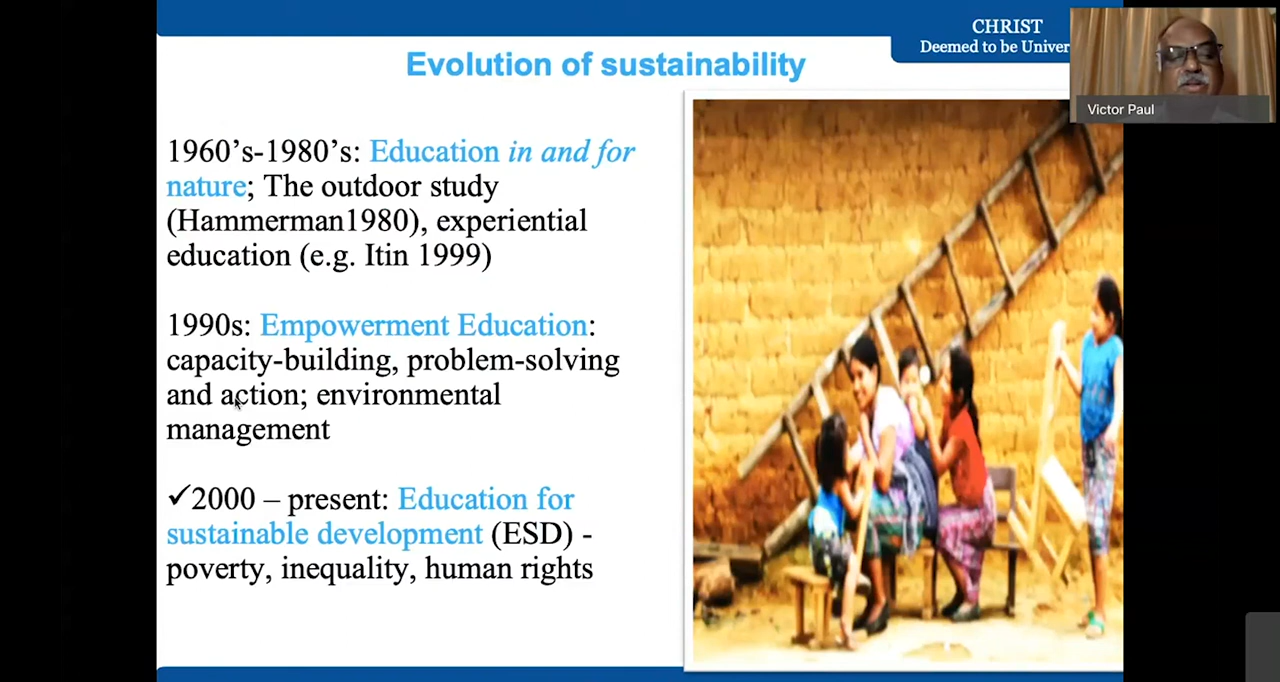 CHRIST
Deemed to be
Evolution of sustainability
Victor Paul
1960’s-1980’s: Education in and for
nature; The outdoor study
(Hammerman1980), experiential
education (e.g. Itin 1999)
1990s: Empowerment Education:
capacity-building, problem-solving
and action; environmental
management
✓2000 – present: Education for
sustainable development (ESD) -
poverty, inequality, human rights